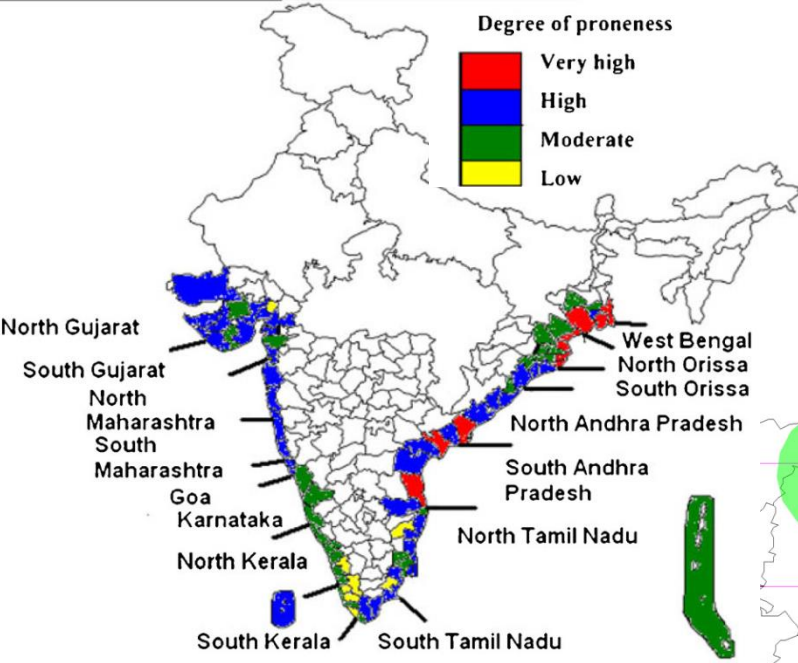 Degree of proneness
Very high
High
Moderate
Low
North Gujarat
South Gujarat
North
Maharashtra
South
Maharashtra
Goa
Karnataka
North Kerala
South Kerala
South Tamil Nadu
West Bengal
North Orissa
South Orissa
North Andhra Pradesh
South Andhra
Pradesh
North Tamil Nadu